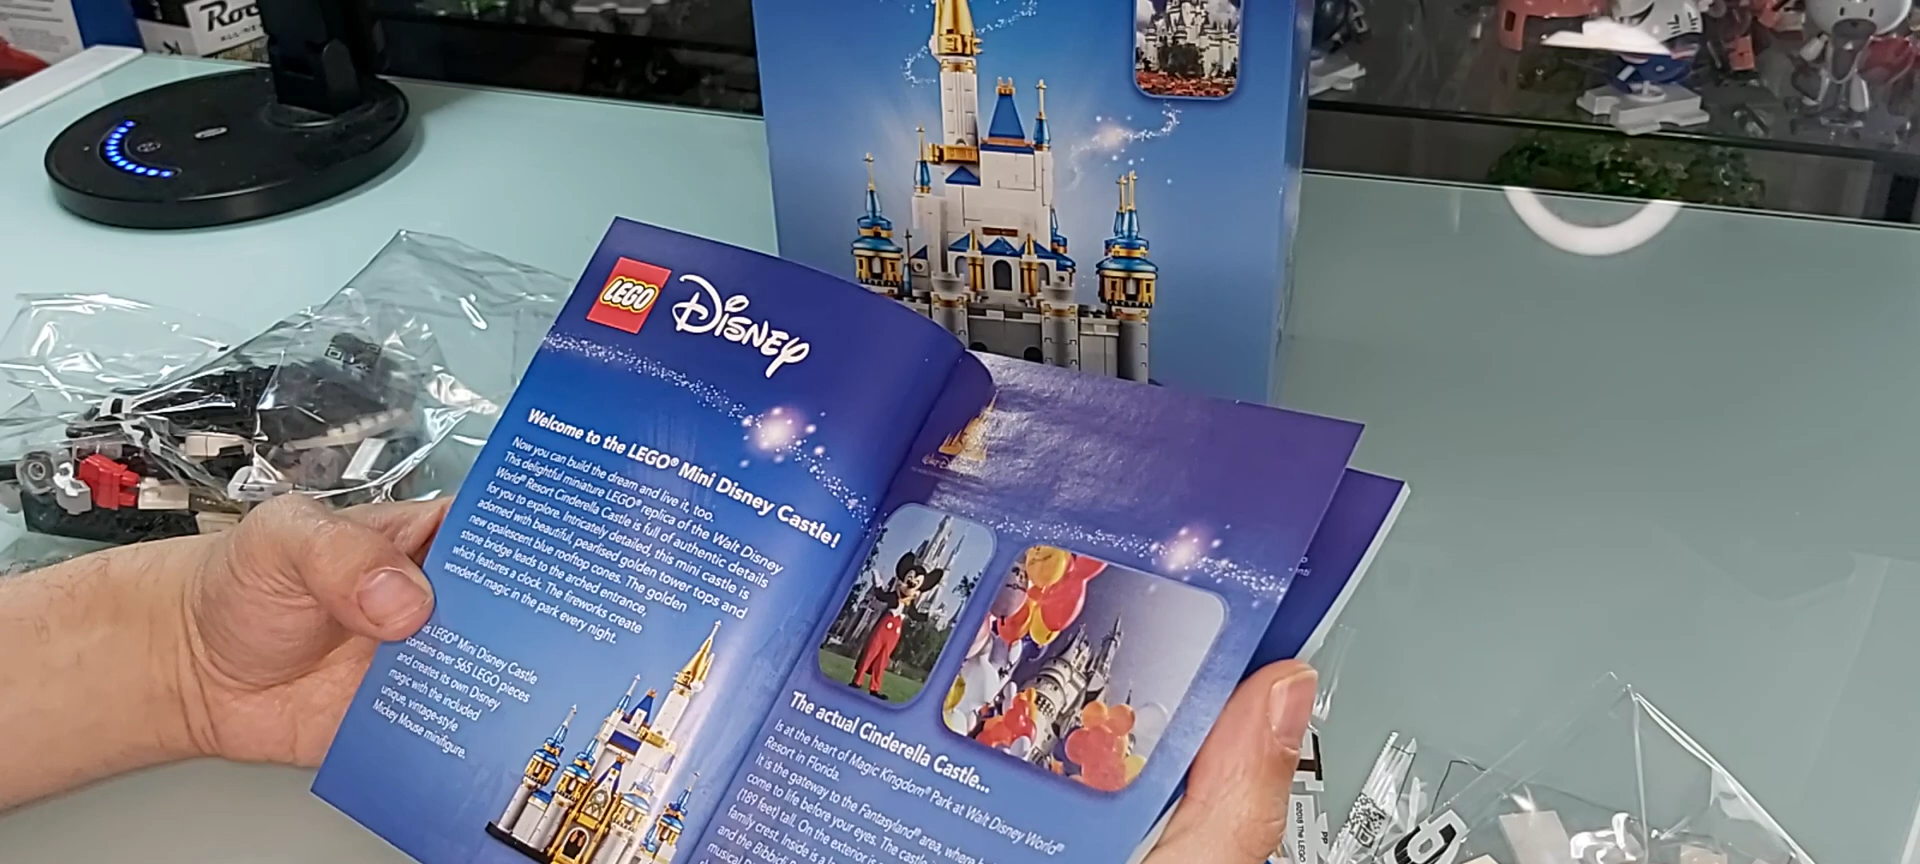 LEGO
Disney
Welcome to the LEGO® Mini Disney Castle!
Now you can build the dream and live it, too.
This delightful miniature LEGO® replica of the Walt Disney
World® Resort Cinderella Castle is full of authentic details
for you to explore. Intricately detailed, this mini castle is
adorned with beautiful, pearlised golden tower tops and
new opalescent blue rooftop cones. The golden
stone bridge leads to the arched entrance,
which features a clock. The fireworks create
wonderful magic in the park every night.
LEGO® Mini Disney Castle
contains over 565 LEGO pieces
and creates its own Disney
magic with the included
unique, vintage-style
Mickey Mouse minifigure.
The actual Cinderella Castle...
Is at the heart of Magic Kingdom® Park at Walt Disney World®
Resort in Florida.
It is the gateway to the Fantasyland® area, where
come to life before your eyes. The castle
(189 feet) tall. On the exterior is
family crest. Inside is a
and the
musical
6